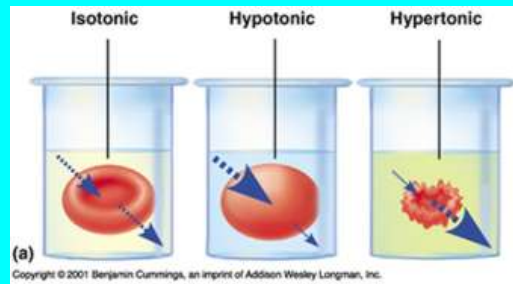 Isotonic Hypotonic Hypertonic
(a)
Copyright © 2001 Benjamin Cummings, an imprint of Addison Wesley Longman, Inc.